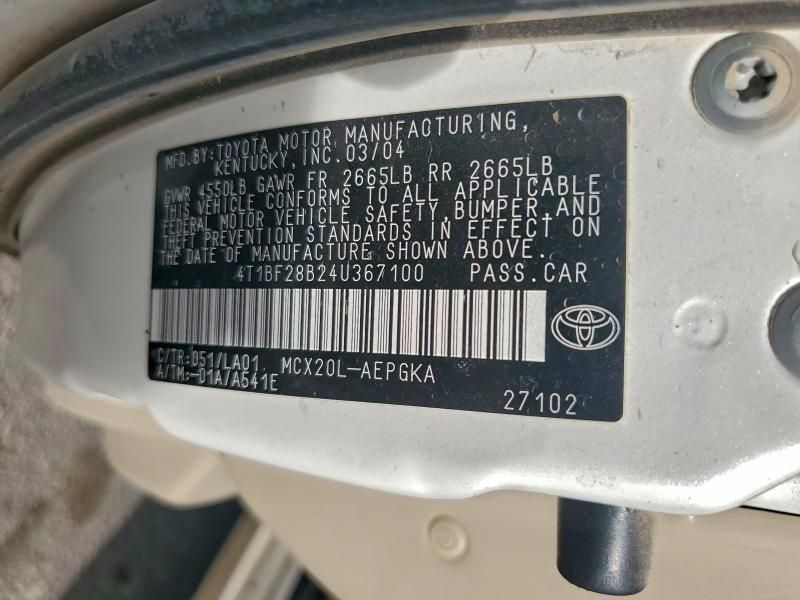 MFD.BY:TOYOTA MOTOR MANUFACTURING,
KENTUCKY, INC.03/04
GVWR 4550LB GAWR FR 2665LB RR 2665LB
THIS VEHICLE CONFORMS TO ALL APPLICABLE
FEDERAL MOTOR VEHICLE SAFETY,BUMPER,AND
THEFT PREVENTION STANDARDS IN EFFECT ON
THE DATE OF MANUFACTURE SHOWN ABOVE.
4T1BF28B24U367100 PASS.CAR
C/TR:051/LA01 MCX20L-AEPGKA
A/TM:-01A/A541E
27102